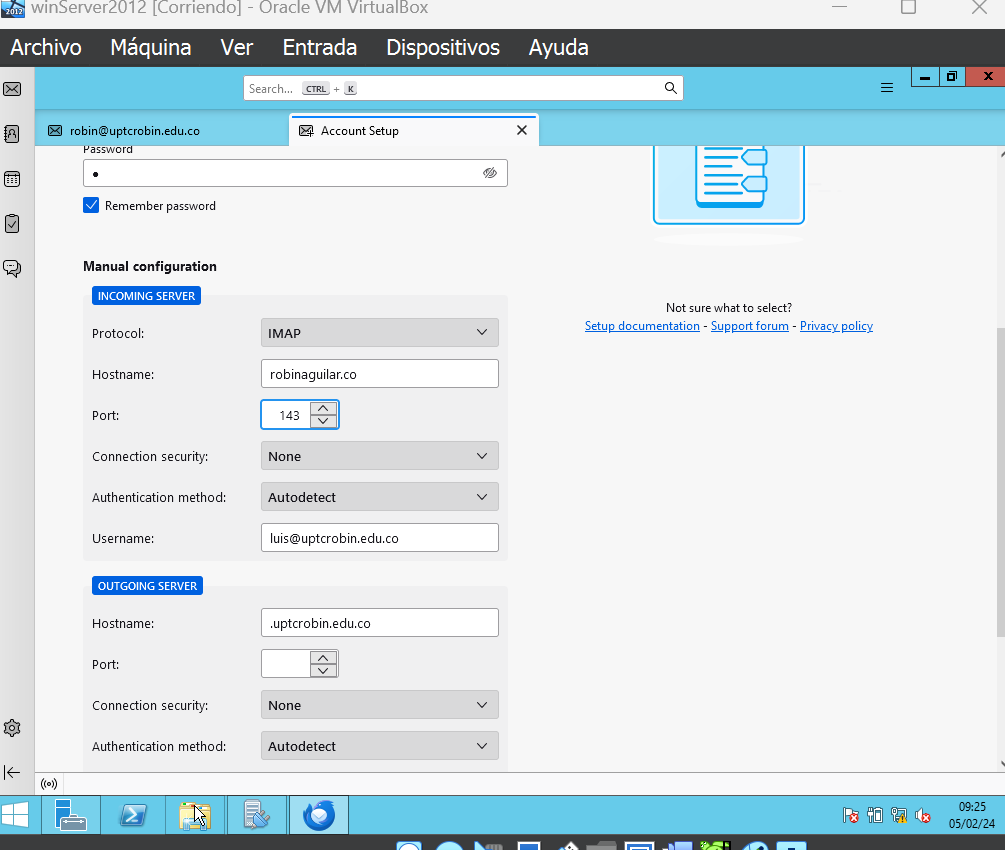 winServer2012 [Corriendo] - Oracle VM VirtualBox
Archivo Máquina Ver Entrada Dispositivos Ayuda
Search... CTRL + K
robin@uptcrobin.edu.co Account Setup
Password
Remember password
Manual configuration
INCOMING SERVER
Protocol: IMAP
Hostname: robinaguilar.co
Port: 143
Connection security: None
Authentication method: Autodetect
Username: luis@uptcrobin.edu.co
OUTGOING SERVER
Hostname: .uptcrobin.edu.co
Port:
Connection security: None
Authentication method: Autodetect
Not sure what to select?
Setup documentation - Support forum - Privacy policy
09:25
05/02/24
2012